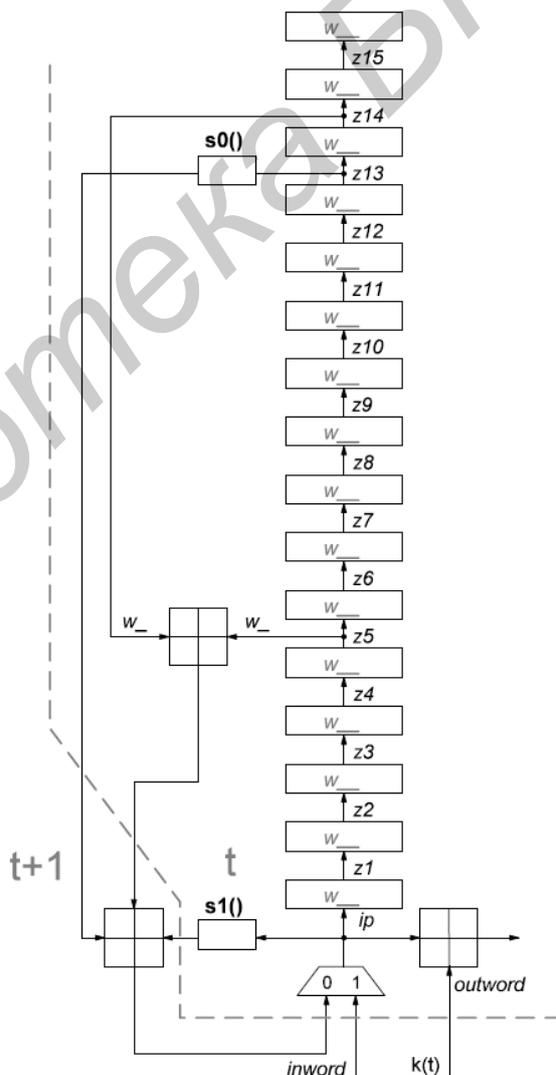 w__
z15
w__
z14
s0()
w__
z13
w__
z12
w__
z11
w__
z10
w__
z9
w__
z8
w__
z7
w__
z6
w__
w_ w_
z5
w__
z4
w__
z3
w__
z2
w__
t+1 t
z1
w__
s1()
ip
0 1
outword
inword k(t)